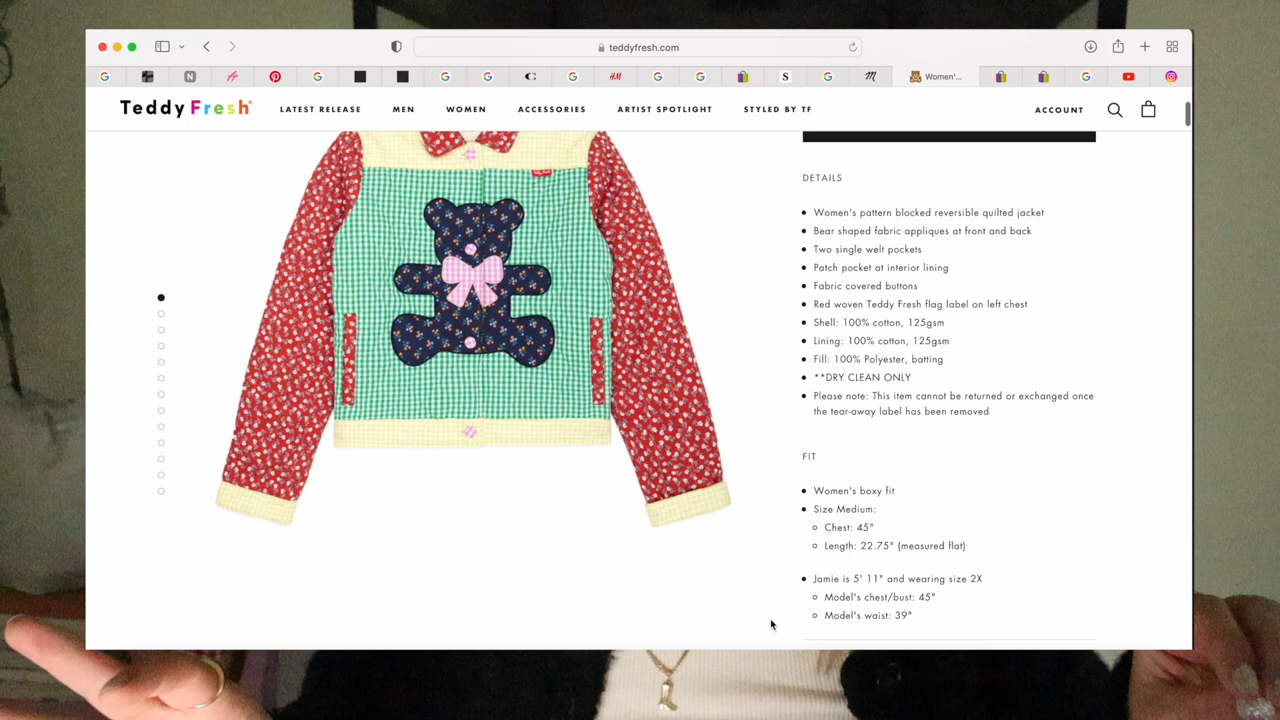 teddyfresh.com
H&M
S
Women'...
Teddy Fresh
LATEST RELEASE MEN WOMEN ACCESSORIES ARTIST SPOTLIGHT STYLED BY TF
ACCOUNT
DETAILS
Women's pattern blocked reversible quilted jacket
Bear shaped fabric appliques at front and back
Two single welt pockets
Patch pocket at interior lining
Fabric covered buttons
Red woven Teddy Fresh flag label on left chest
Shell: 100% cotton, 125gsm
Lining: 100% cotton, 125gsm
Fill: 100% Polyester, batting
**DRY CLEAN ONLY
Please note: This item cannot be returned or exchanged once
the tear-away label has been removed
FIT
Women's boxy fit
Size Medium:
Chest: 45"
Length: 22.75" (measured flat)
Jamie is 5' 11" and wearing size 2X
Model's chest/bust: 45"
Model's waist: 39"